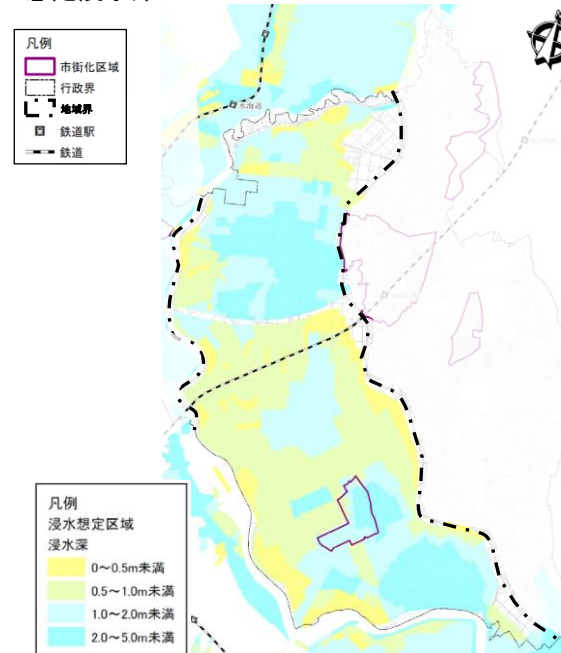 凡例
市街化区域
行政界
地域界
鉄道駅
鉄道
水海道
凡例
浸水想定区域
浸水深
0～0.5m未満
0.5～1.0m未満
1.0～2.0m未満
2.0～5.0m未満